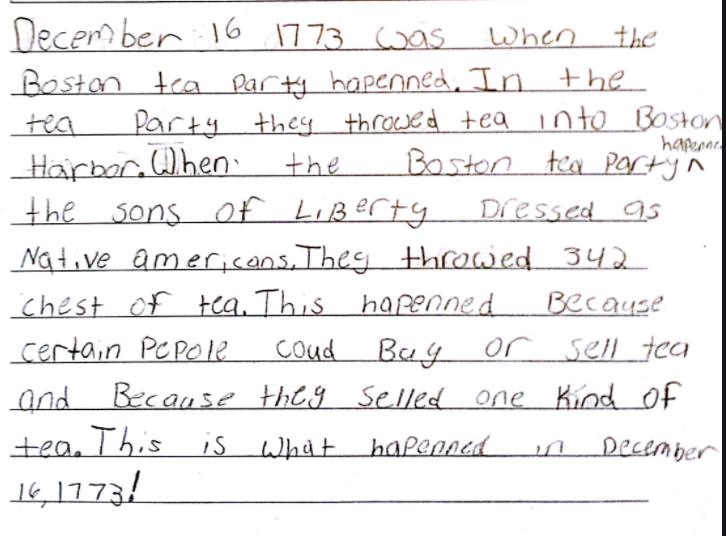 December 16 1773 was when the
Boston tea party hapenned. In the
tea Party they throwed tea into Boston
hapenned
Harbor. When the Boston tea party ^
the sons of LiBerty Dressed as
Native americans. They throwed 342
chest of tea. This hapenned Because
certain Pepole coud Bay or sell tea
and Because they selled one kind of
tea. This is what hapenned in December
16, 1773!